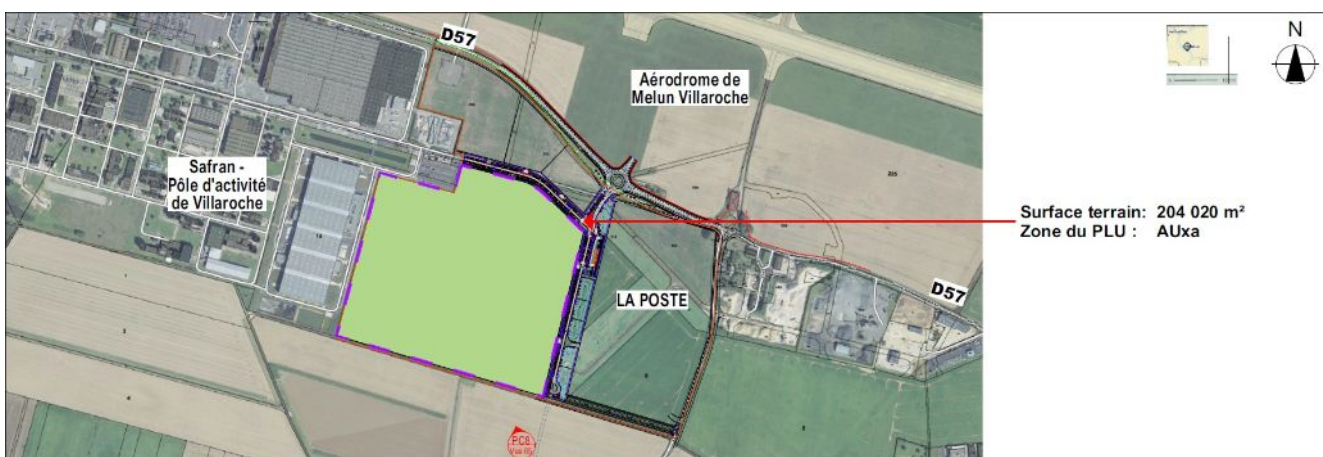 D57
N
Aérodrome de
Melun Villaroche
Safran -
Pôle d'activité
de Villaroche
Surface terrain: 204 020 m²
Zone du PLU : AUxa
LA POSTE
D57
PC8